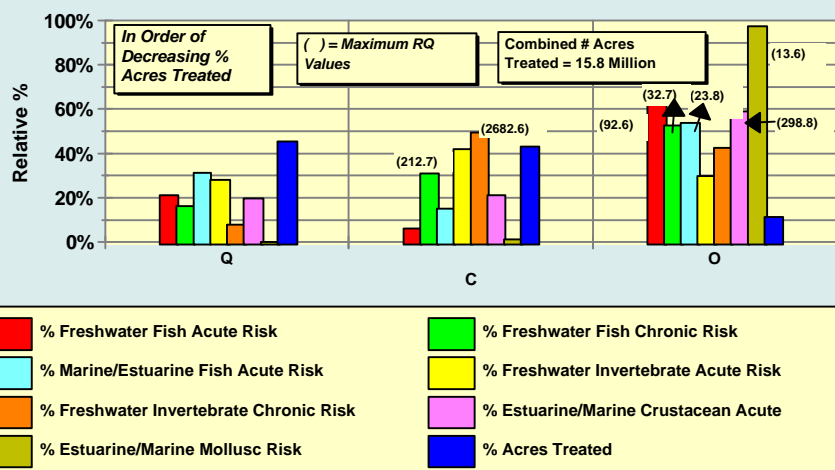 In Order of
Decreasing %
Acres Treated
( ) = Maximum RQ
Values
Combined # Acres
Treated = 15.8 Million
100%
80%
60%
40%
20%
0%
Relative %
(212.7)
(2682.6)
(92.6)
(32.7)
(23.8)
(13.6)
(298.8)
Q
C
O
% Freshwater Fish Acute Risk
% Freshwater Fish Chronic Risk
% Marine/Estuarine Fish Acute Risk
% Freshwater Invertebrate Acute Risk
% Freshwater Invertebrate Chronic Risk
% Estuarine/Marine Crustacean Acute
% Estuarine/Marine Mollusc Risk
% Acres Treated